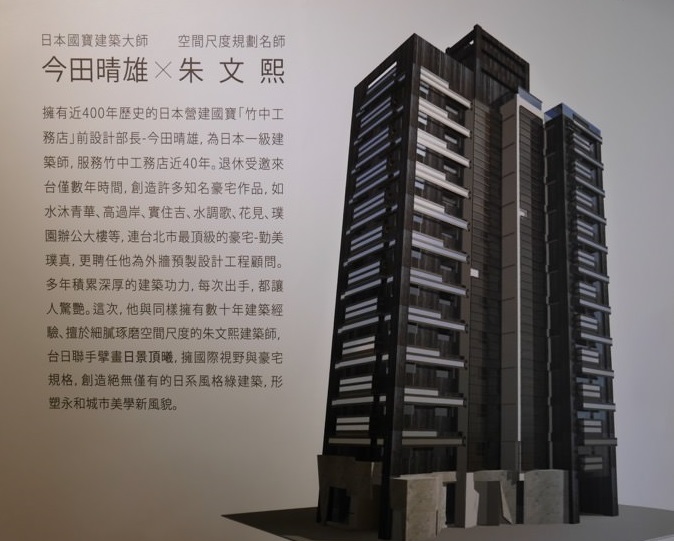 日本國寶建築大師 空間尺度規劃名師
今田晴雄×朱文熙
擁有近400年歷史的日本營建國寶「竹中工
務店」前設計部長-今田晴雄,為日本一級建
築師,服務竹中工務店近40年。退休受邀來
台僅數年時間,創造許多知名豪宅作品,如
水沐青華、高過岸、實住吉、水調歌、花見、璞
園辦公大樓等,連台北市最頂級的豪宅-勤美
璞真,更聘任他為外牆預製設計工程顧問。
多年積累深厚的建築功力,每次出手,都讓
人驚艷。這次,他與同樣擁有數十年建築經
驗、擅於細膩琢磨空間尺度的朱文熙建築師,
台日聯手擘畫日景頂曦,擁國際視野與豪宅
規格,創造絕無僅有的日系風格綠建築,形
塑永和城市美學新風貌。